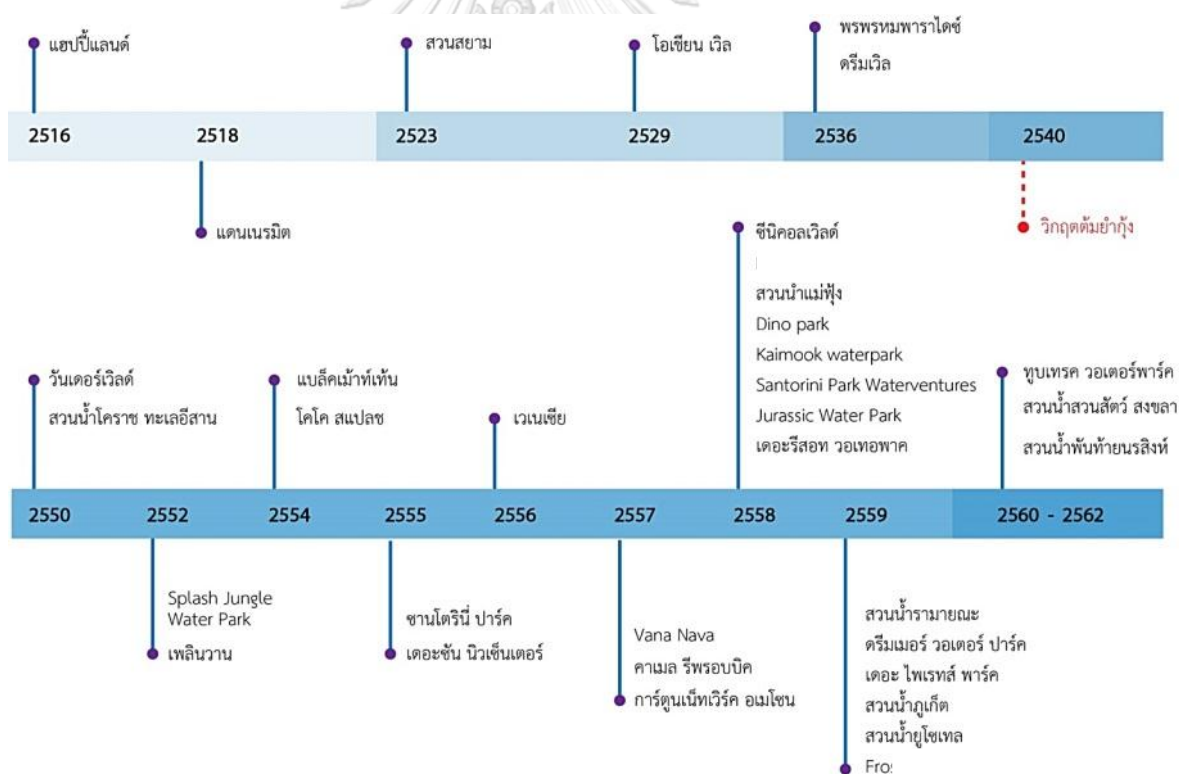 แฮปปี้แลนด์
สวนสยาม
โอเชียน เวิล
พรพรหมพาราไดซ์
ดรีมเวิล
2516
2518
2523
2529
2536
2540
แดนเนรมิต
วิกฤตต้มยำกุ้ง
วันเดอร์เวิลด์
สวนน้ำโคราช ทะเลอีสาน
แบล็คเม้าท์เท้น
โคโค สแปลช
เวเนเซีย
ซีนิคอลเวิลด์
สวนนำแม่ฟุ้ง
Dino park
Kaimook waterpark
Santorini Park Waterventures
Jurassic Water Park
เดอะรีสอท วอเทอพาค
ทูบเทรค วอเตอร์พาร์ค
สวนน้ำสวนสัตว์ สงขลา
สวนน้ำพันท้ายนรสิงห์
2550
2552
2554
2555
2556
2557
2558
2559
2560 - 2562
Splash Jungle
Water Park
เพลินวาน
ซานโตรินี่ ปาร์ค
เดอะซัน นิวเซ็นเตอร์
Vana Nava
คาเมล รีพรอบบิค
การ์ตูนเน็ทเวิร์ค อเมโซน
สวนน้ำรามายณะ
ดรีมเมอร์ วอเตอร์ ปาร์ค
เดอะ ไพเรทส์ พาร์ค
สวนน้ำภูเก็ต
สวนน้ำยูโซเทล